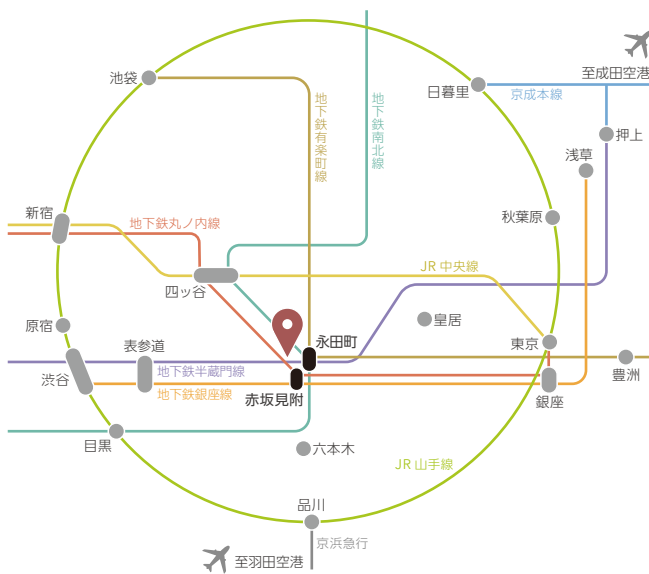 至成田空港
池袋
日暮里
京成本線
地下鉄有楽町線
地下鉄南北線
押上
浅草
新宿
地下鉄丸ノ内線
秋葉原
JR 中央線
四ッ谷
皇居
原宿
表参道
永田町
東京
渋谷
地下鉄半蔵門線
豊洲
地下鉄銀座線
赤坂見附
銀座
目黒
六本木
JR 山手線
品川
京浜急行
至羽田空港